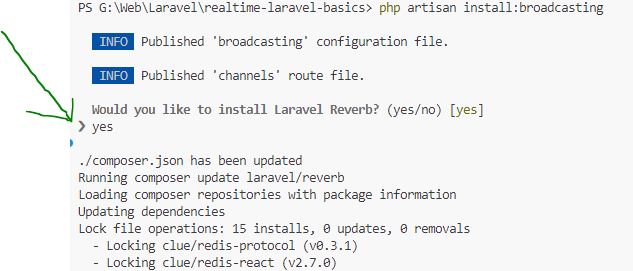 PS G:\Web\Laravel\realtime-laravel-basics> php artisan install:broadcasting
INFO Published 'broadcasting' configuration file.
INFO Published 'channels' route file.
Would you like to install Laravel Reverb? (yes/no) [yes]
❯ yes
./composer.json has been updated
Running composer update laravel/reverb
Loading composer repositories with package information
Updating dependencies
Lock file operations: 15 installs, 0 updates, 0 removals
- Locking clue/redis-protocol (v0.3.1)
- Locking clue/redis-react (v2.7.0)